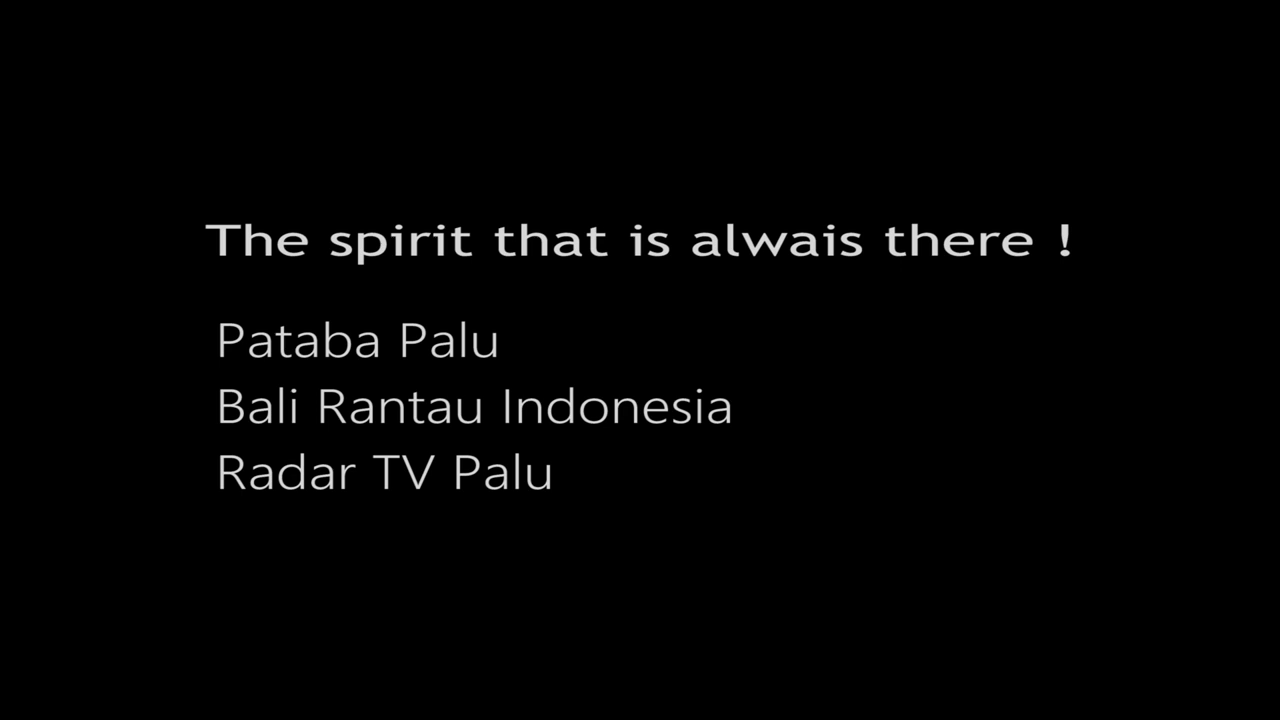 The spirit that is alwais there !
Pataba Palu
Bali Rantau Indonesia
Radar TV Palu